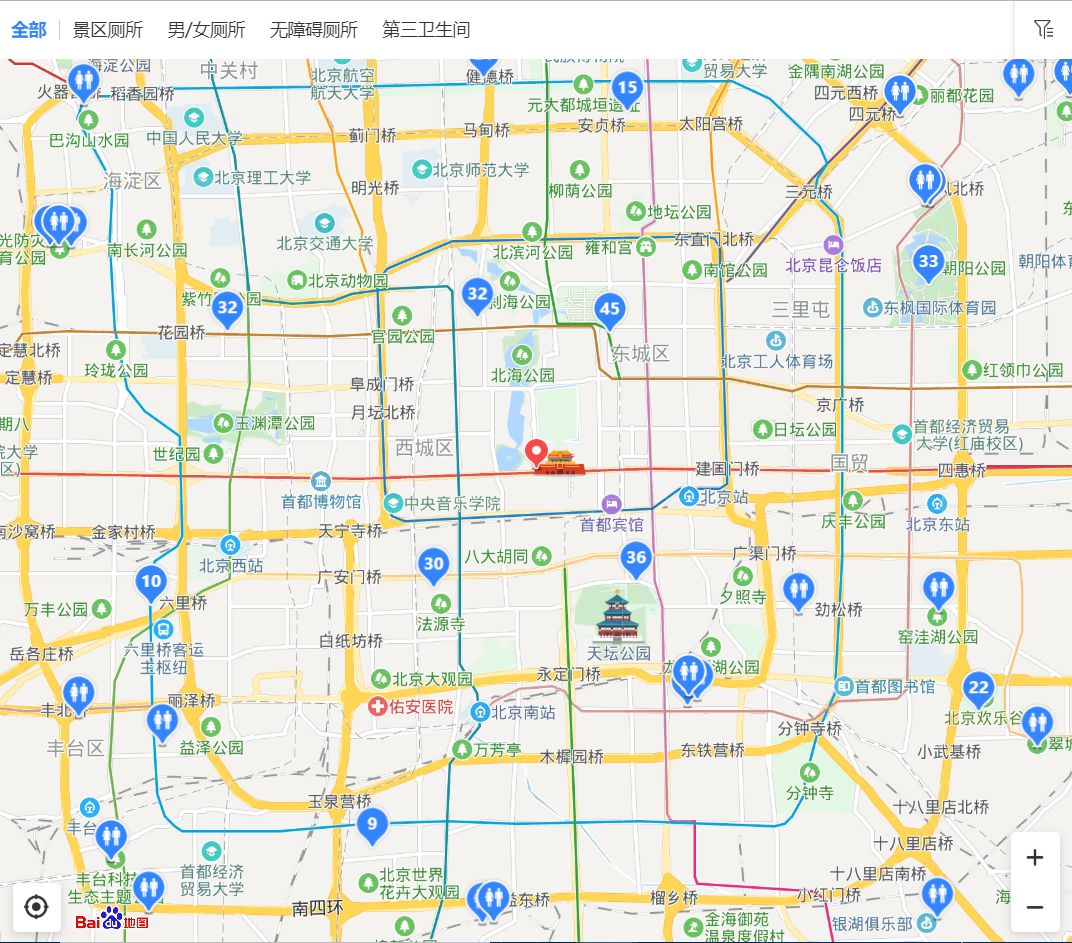 全部 景区厕所 男/女厕所 无障碍厕所 第三卫生间
海淀公园
中关村
北京航空
航天大学
健德桥
贸易大学
金隅南湖公园
火器
稻香园桥
15
元大都城垣遗址
四元西桥
丽都花园
四元桥
巴沟山水园
中国人民大学
蓟门桥
马甸桥
安贞桥
太阳宫桥
海淀区
北京理工大学
明光桥
北京师范大学
柳荫公园
三元桥
北桥
地坛公园
光防灾
育公园
南长河公园
北京交通大学
北滨河公园
雍和宫
东直门北桥
北京昆仑饭店
33
朝阳公园
朝阳体育
紫竹
公园
北京动物园
南馆公园
32
32
刹海公园
45
三里屯
东枫国际体育园
花园桥
官园公园
定慧北桥
玲珑公园
北海公园
东城区
北京工人体育场
红领巾公园
定慧桥
阜成门桥
月坛北桥
京广桥
期八
玉渊潭公园
日坛公园
首都经济贸易
大学(红庙校区)
院大学
区)
世纪园
西城区
建国门桥
国贸
四惠桥
首都博物馆
中央音乐学院
首都宾馆
北京站
庆丰公园
北京东站
南沙窝桥
金家村桥
天宁寺桥
北京西站
八大胡同
30
36
广渠门桥
10
广安门桥
万丰公园
六里桥
法源寺
夕照寺
劲松桥
窑洼湖公园
岳各庄桥
六里桥客运
主枢纽
白纸坊桥
天坛公园
湖公园
北京大观园
永定门桥
首都图书馆
22
丰北
丽泽桥
佑安医院
北京南站
北京欢乐谷
分钟寺桥
丰台区
益泽公园
万芳亭
木樨园桥
东铁营桥
小武基桥
翠城
分钟寺
玉泉营桥
十八里店北桥
丰台
9
十八里店桥
首都经济
贸易大学
丰台科技
生态主题公
北京世界
花卉大观园
十八里店南桥
南四环
益东桥
榴乡桥
小红门桥
海
Bai du 地图
金海御苑
温泉度假村
银湖俱乐部